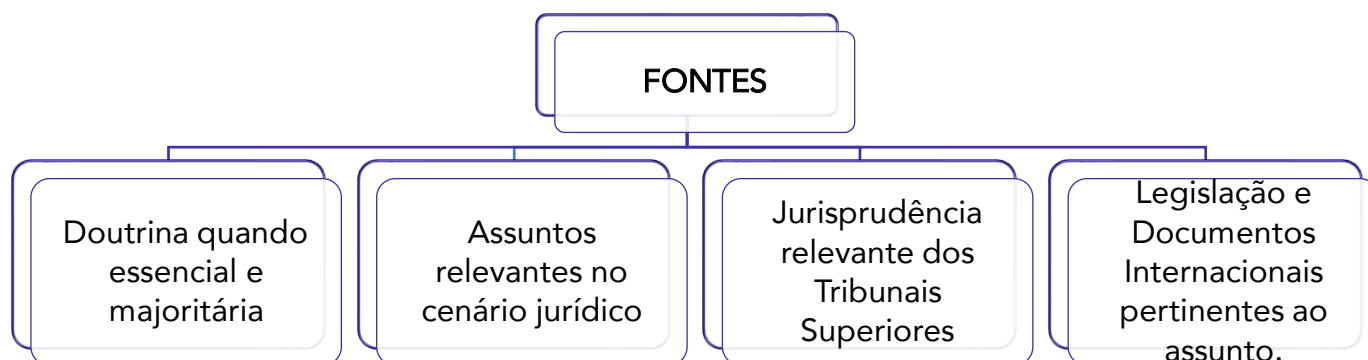 FONTES
Doutrina quando
essencial e
majoritária
Assuntos
relevantes no
cenário jurídico
Jurisprudência
relevante dos
Tribunais
Superiores
Legislação e
Documentos
Internacionais
pertinentes ao
assunto.